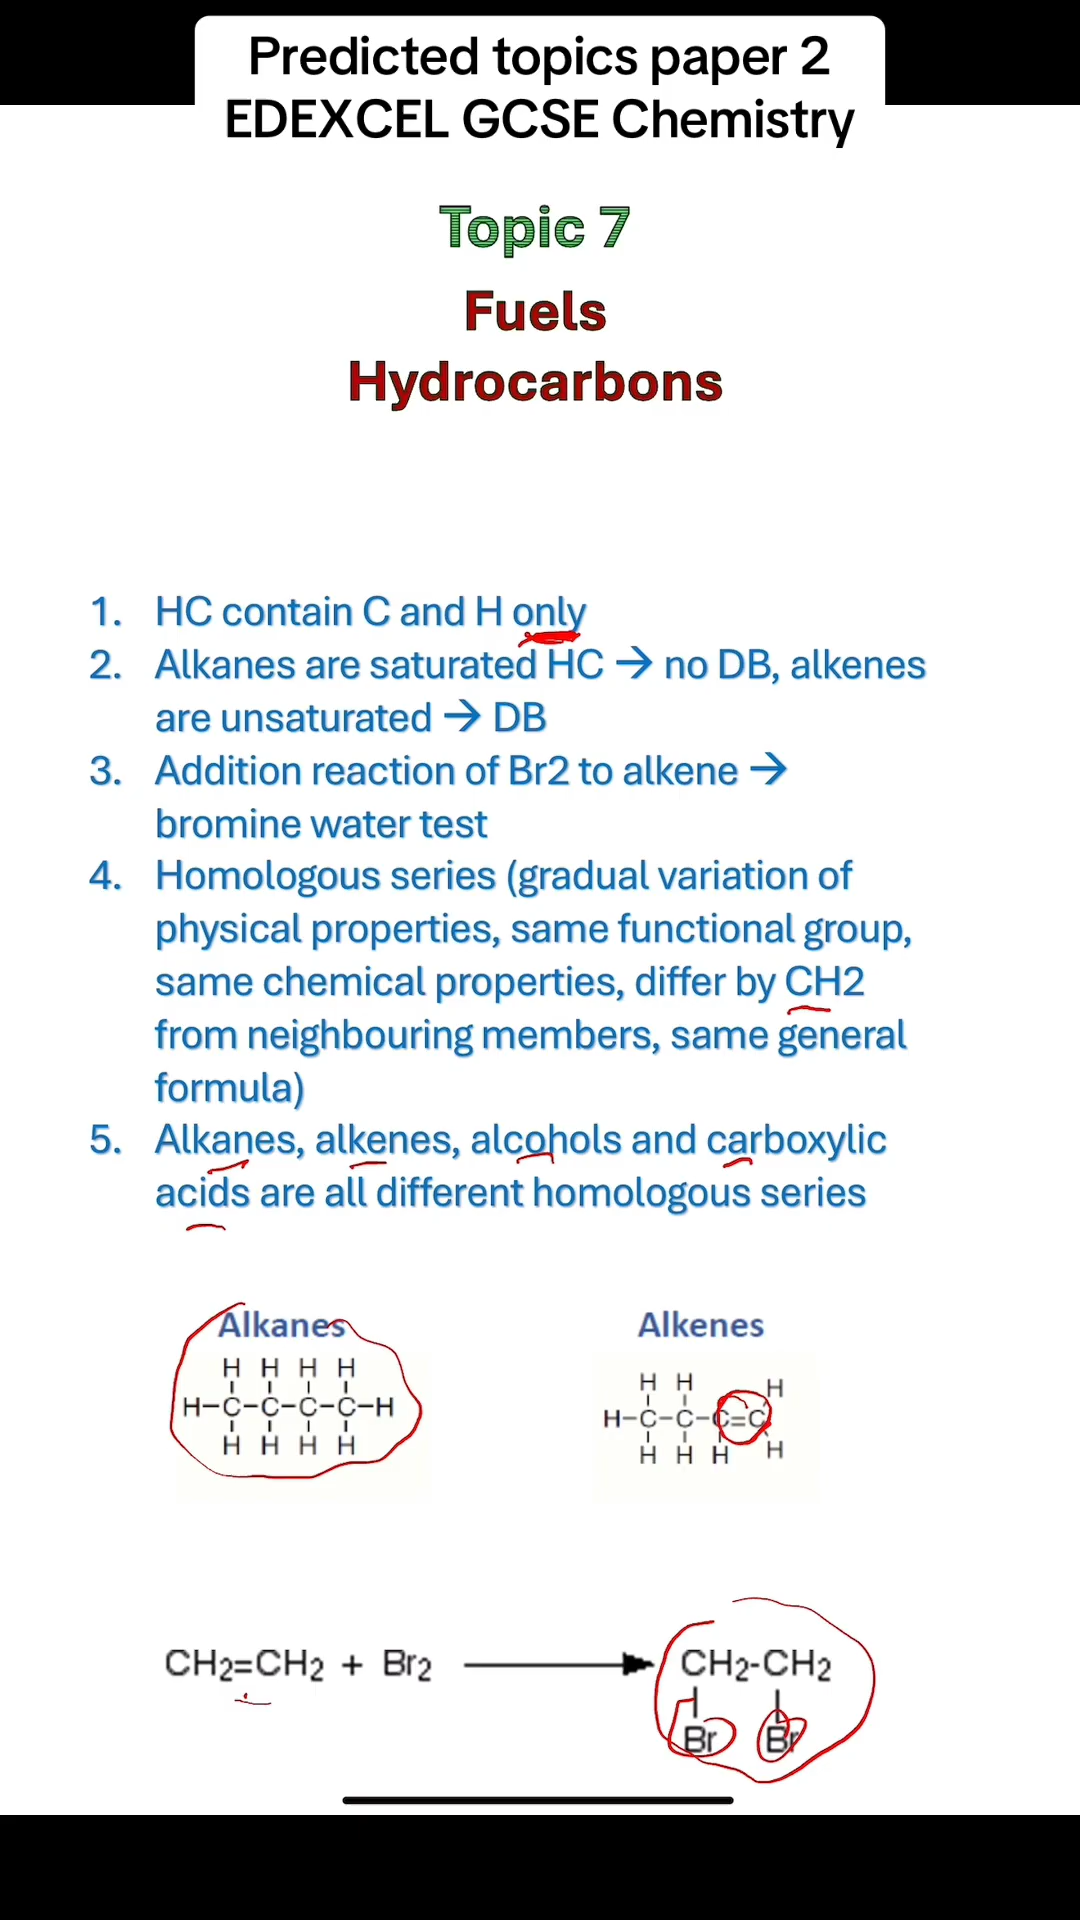 Predicted topics paper 2
EDEXCEL GCSE Chemistry
Topic 7
Fuels
Hydrocarbons
1. HC contain C and H only
2. Alkanes are saturated HC → no DB, alkenes
are unsaturated → DB
3. Addition reaction of Br2 to alkene →
bromine water test
4. Homologous series (gradual variation of
physical properties, same functional group,
same chemical properties, differ by CH2
from neighbouring members, same general
formula)
5. Alkanes, alkenes, alcohols and carboxylic
acids are all different homologous series
Alkanes
H H H H
H-C-C-C-C-H
H H H H
Alkenes
H H H
H-C-C-C=C
H H H H
CH2=CH2 + Br2 → CH2-CH2
Br Br